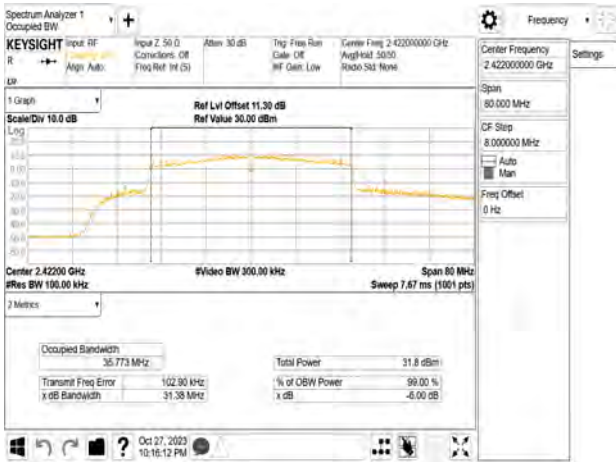 Spectrum Analyzer 1
Occupied BW
Frequency
Settings
KEYSIGHT
Input: RF
Input Z: 50 Ω
Atten: 30 dB
Trig: Free Run
Center Freq: 2.422000000 GHz
R
Corrections: Off
Gate: Off
Avg|Hold: 50/50
Align: Auto
Freq Ref: Int (S)
#IF Gain: Low
Radio Std: None
Center Frequency
2.422000000 GHz
Span
80.000 MHz
CF Step
8.000000 MHz
Auto
Man
Freq Offset
0 Hz
1 Graph
Ref Lvl Offset 11.30 dB
Scale/Div 10.0 dB
Ref Value 30.00 dBm
Log
Center 2.42200 GHz
#Video BW 300.00 kHz
Span 80 MHz
#Res BW 100.00 kHz
Sweep 7.67 ms (1001 pts)
2 Metrics
Occupied Bandwidth
35.773 MHz
Total Power
31.8 dBm
Transmit Freq Error
102.90 kHz
% of OBW Power
99.00 %
x dB Bandwidth
31.38 MHz
x dB
-6.00 dB
?
Oct 27, 2023
10:16:12 PM